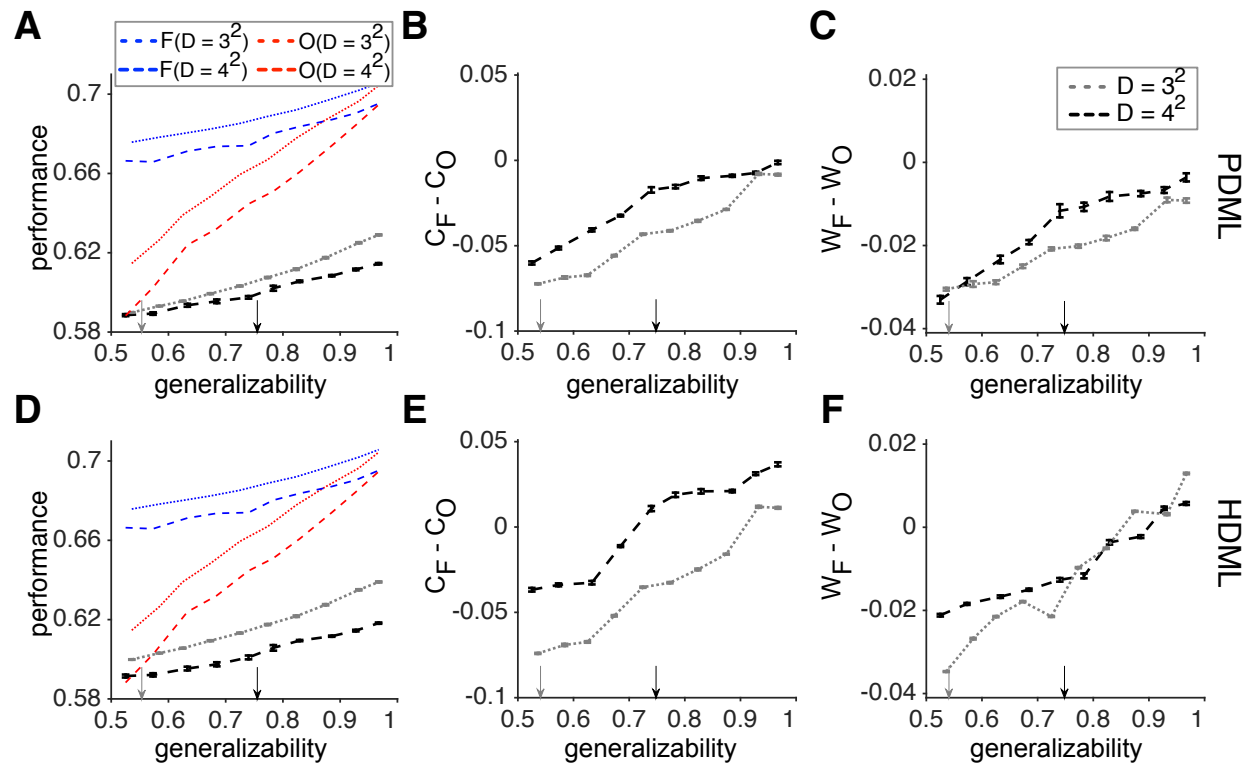 A
B
C
F(D = 3²) O(D = 3²)
F(D = 4²) O(D = 4²)
D = 3²
D = 4²
performance
0.7
0.66
0.62
0.58
0.5 0.6 0.7 0.8 0.9 1
generalizability
C_F - C_O
0.05
0
-0.05
-0.1
0.5 0.6 0.7 0.8 0.9 1
generalizability
W_F - W_O
0.02
0
-0.02
-0.04
0.5 0.6 0.7 0.8 0.9 1
generalizability
PDML
D
E
F
performance
0.7
0.66
0.62
0.58
0.5 0.6 0.7 0.8 0.9 1
generalizability
C_F - C_O
0.05
0
-0.05
-0.1
0.5 0.6 0.7 0.8 0.9 1
generalizability
W_F - W_O
0.02
0
-0.02
-0.04
0.5 0.6 0.7 0.8 0.9 1
generalizability
HDML